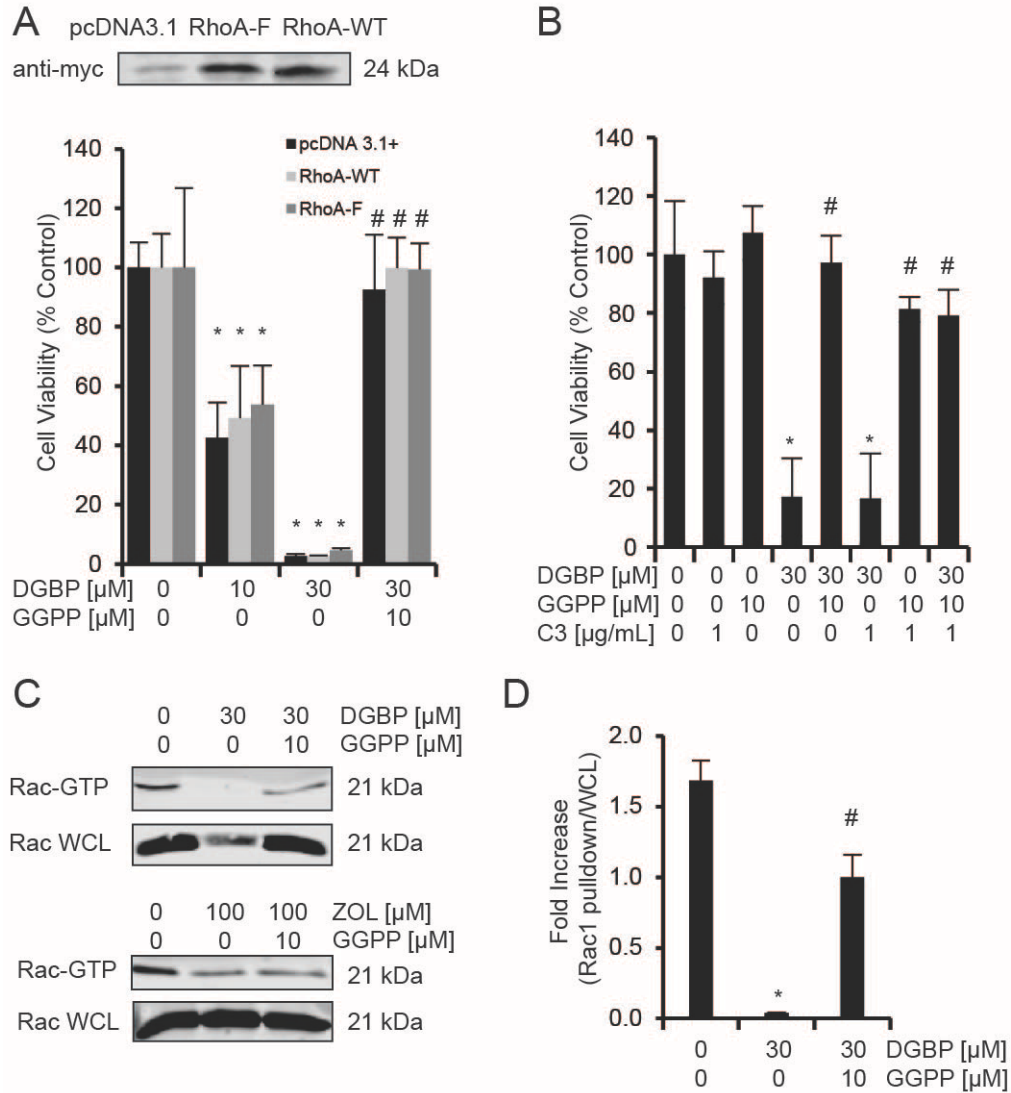 A
pcDNA3.1 RhoA-F RhoA-WT
anti-myc 24 kDa
Cell Viability (% Control)
140
120
100
80
60
40
20
0
pcDNA 3.1+
RhoA-WT
RhoA-F
# # #
* * *
* * *
DGBP [µM] 0 10 30 30
GGPP [µM] 0 0 0 10
B
Cell Viability (% Control)
140
120
100
80
60
40
20
0
#
# #
*
*
DGBP [µM] 0 0 0 30 30 30 0 30
GGPP [µM] 0 0 10 0 10 0 10 10
C3 [µg/mL] 0 1 0 0 0 1 1 1
C
0 30 30 DGBP [µM]
0 0 10 GGPP [µM]
Rac-GTP 21 kDa
Rac WCL 21 kDa
0 100 100 ZOL [µM]
0 0 10 GGPP [µM]
Rac-GTP 21 kDa
Rac WCL 21 kDa
D
Fold Increase
(Rac1 pulldown/WCL)
2.0
1.5
1.0
0.5
0.0
#
*
0 30 30 DGBP [µM]
0 0 10 GGPP [µM]